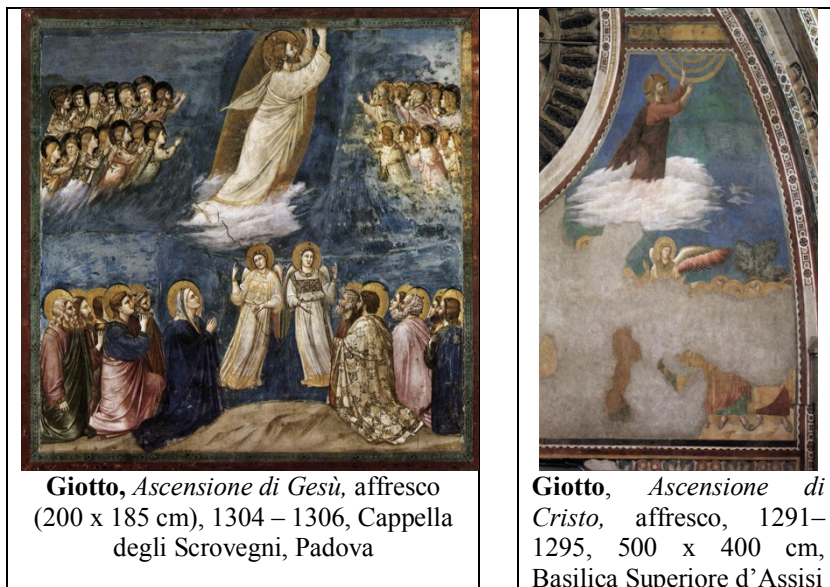 Giotto, Ascensione di Gesù, affresco
(200 x 185 cm), 1304 – 1306, Cappella
degli Scrovegni, Padova
Giotto, Ascensione di
Cristo, affresco, 1291–
1295, 500 x 400 cm,
Basilica Superiore d’Assisi